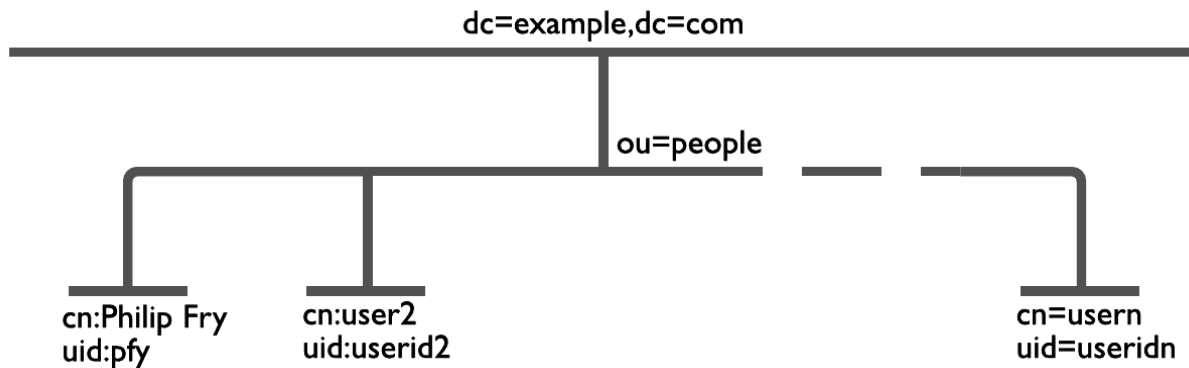 dc=example,dc=com
ou=people
cn:Philip Fry
uid:pfy
cn:user2
uid:userid2
cn=usern
uid=useridn